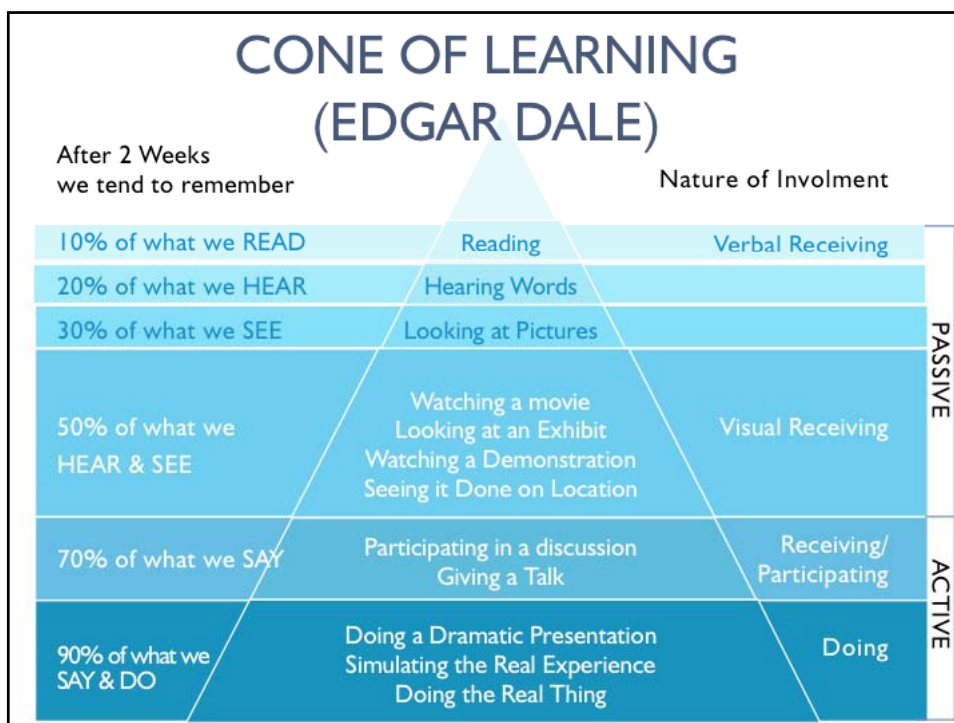 CONE OF LEARNING
(EDGAR DALE)
After 2 Weeks
we tend to remember
Nature of Involment
10% of what we READ
Reading
Verbal Receiving
20% of what we HEAR
Hearing Words
30% of what we SEE
Looking at Pictures
50% of what we
HEAR & SEE
Watching a movie
Looking at an Exhibit
Watching a Demonstration
Seeing it Done on Location
Visual Receiving
PASSIVE
70% of what we SAY
Participating in a discussion
Giving a Talk
Receiving/
Participating
90% of what we
SAY & DO
Doing a Dramatic Presentation
Simulating the Real Experience
Doing the Real Thing
Doing
ACTIVE